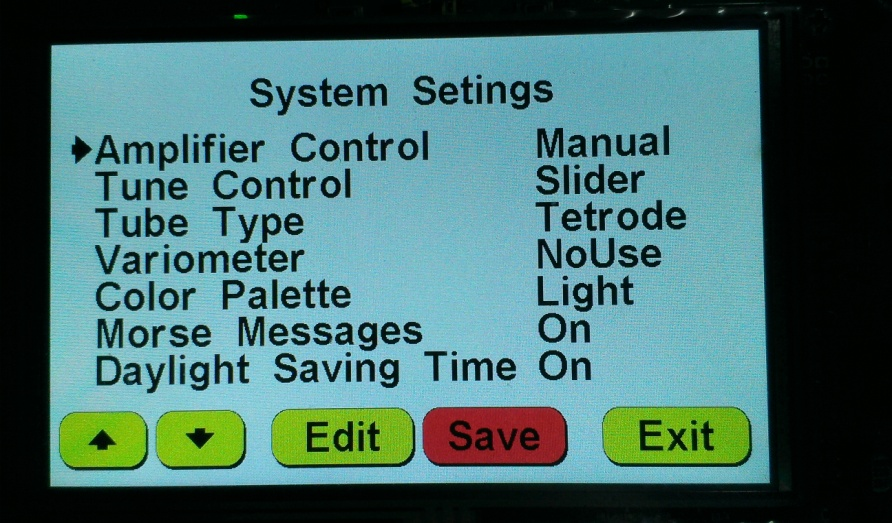 System Setings
Amplifier Control Manual
Tune Control Slider
Tube Type Tetrode
Variometer NoUse
Color Palette Light
Morse Messages On
Daylight Saving Time On
Edit Save Exit